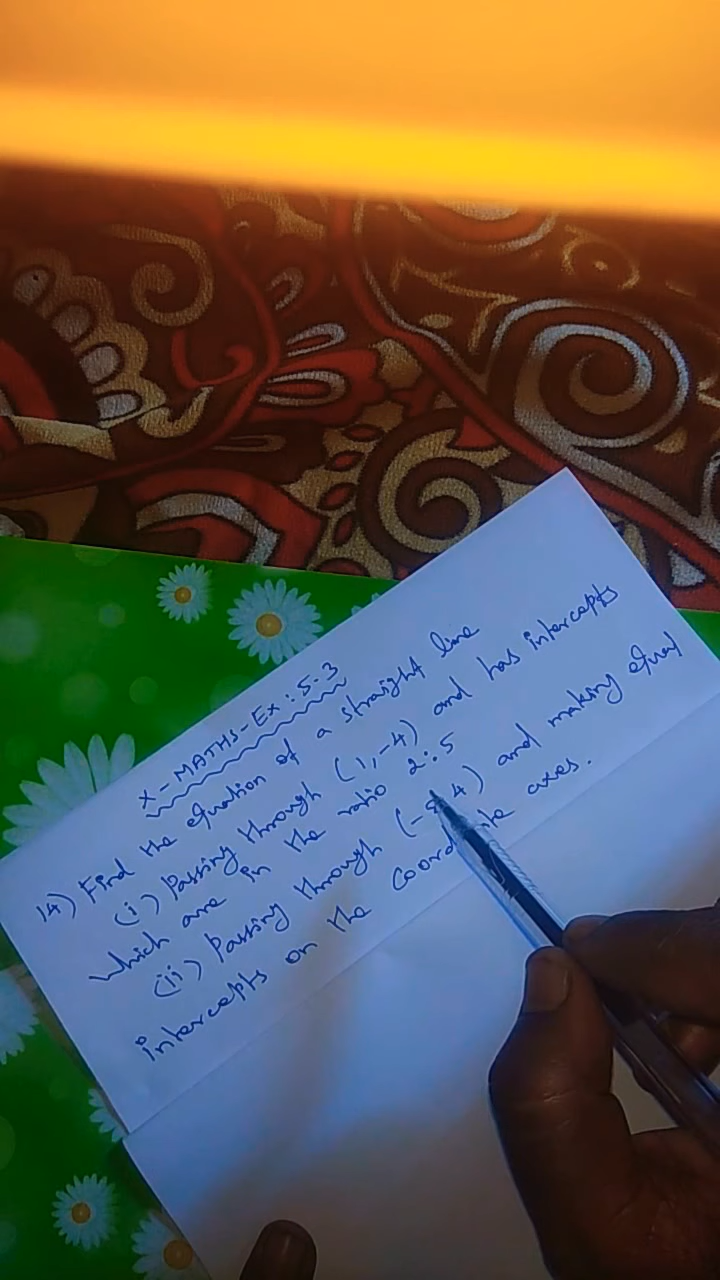 X-MATHS-Ex: 5.3
14) Find the equation of a straight line
(i) Passing through (1,-4) and has intercepts
which are in the ratio 2:5
(ii) Passing through (- 4) and making equal
intercepts on the coordinate axes.